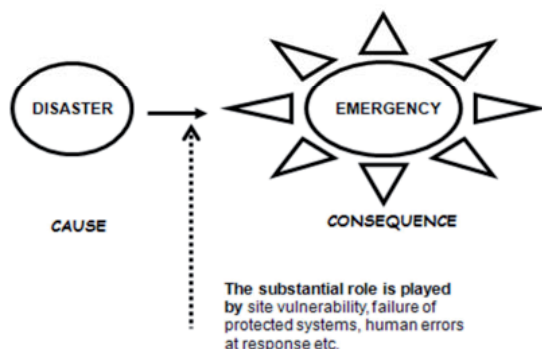 DISASTER
EMERGENCY
CAUSE
CONSEQUENCE
The substantial role is played
by site vulnerability, failure of
protected systems, human errors
at response etc.